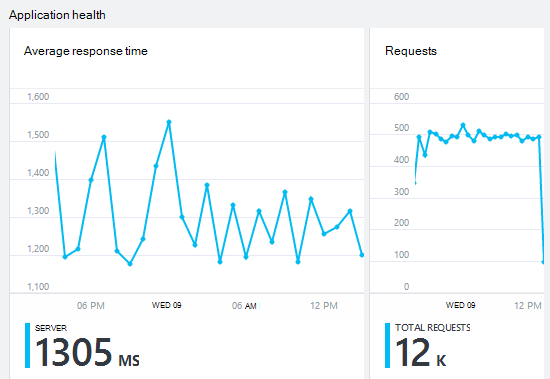 Application health
Average response time
1,600
1,500
1,400
1,300
1,200
1,100
06 PM WED 09 06 AM 12 PM
SERVER
1305 MS
Requests
600
500
400
300
200
100
0
WED 09 12 PM
TOTAL REQUESTS
12 K